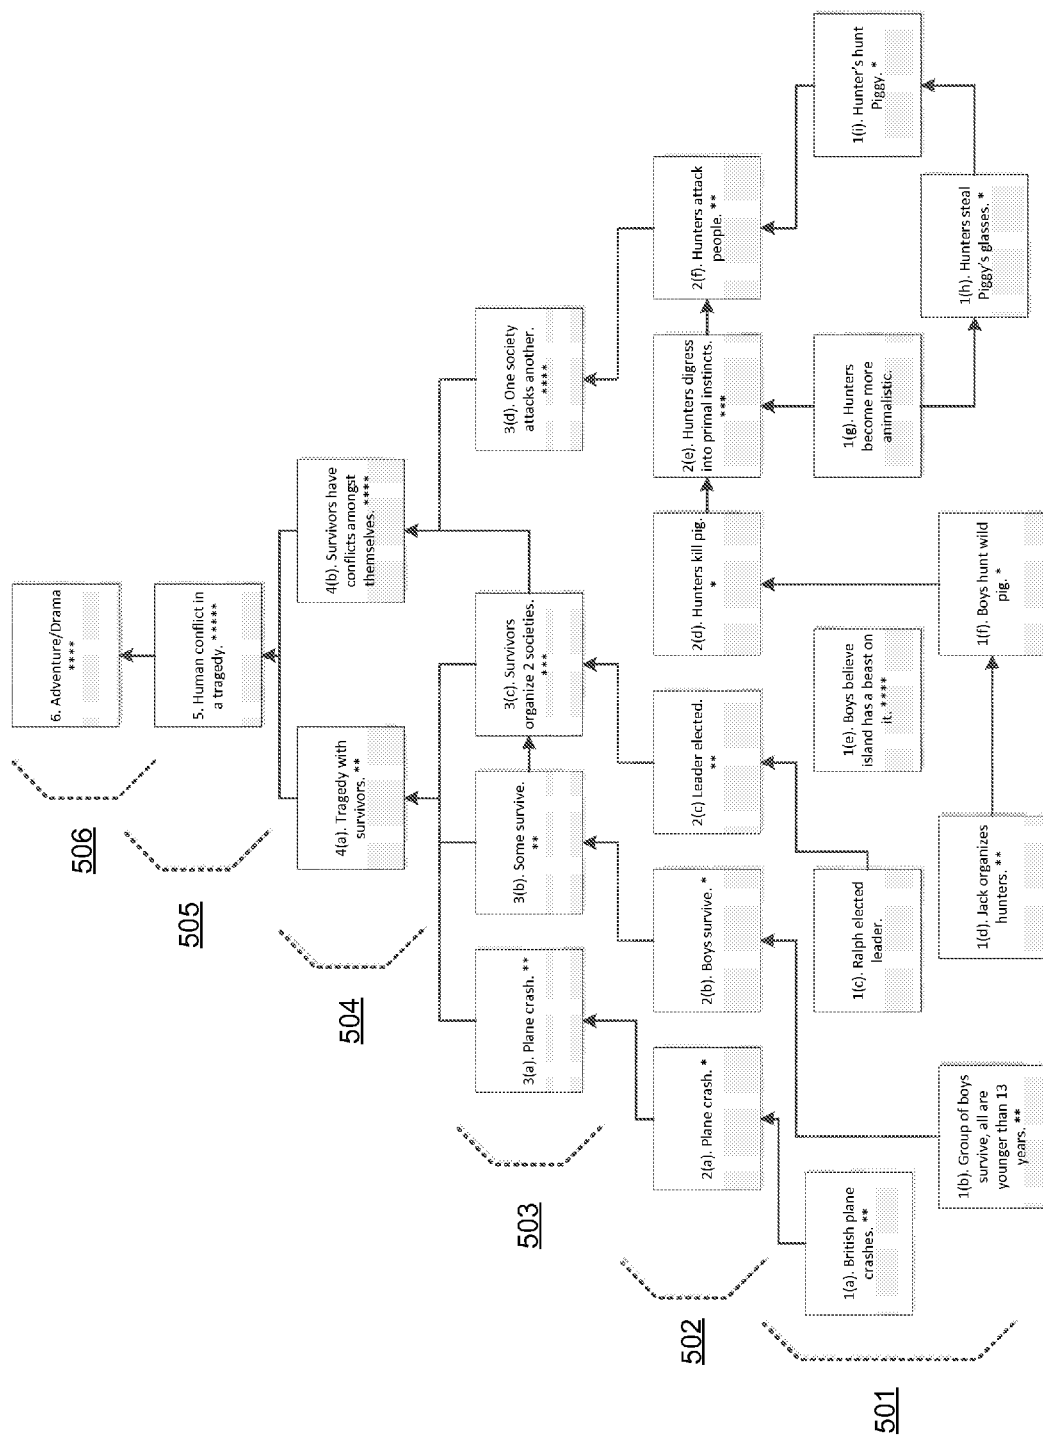 6. Adventure/Drama
****
5. Human conflict in
a tragedy. *****
4(a). Tragedy with
survivors. **
4(b). Survivors have
conflicts amongst
themselves. ****
3(a). Plane crash. **
3(b). Some survive.
**
3(c). Survivors
organize 2 societies.
***
3(d). One society
attacks another.
****
2(a). Plane crash. *
2(b). Boys survive. *
2(c) Leader elected.
**
2(d). Hunters kill pig.
*
2(e). Hunters digress
into primal instincts.
***
2(f). Hunters attack
people. **
1(a). British plane
crashes. **
1(b). Group of boys
survive, all are
younger than 13
years. **
1(c). Ralph elected
leader.
1(d). Jack organizes
hunters. **
1(e). Boys believe
island has a beast on
it. ****
1(f). Boys hunt wild
pig. *
1(g). Hunters
become more
animalistic.
1(h). Hunters steal
Piggy's glasses. *
1(i). Hunter's hunt
Piggy. *
506
505
504
503
502
501